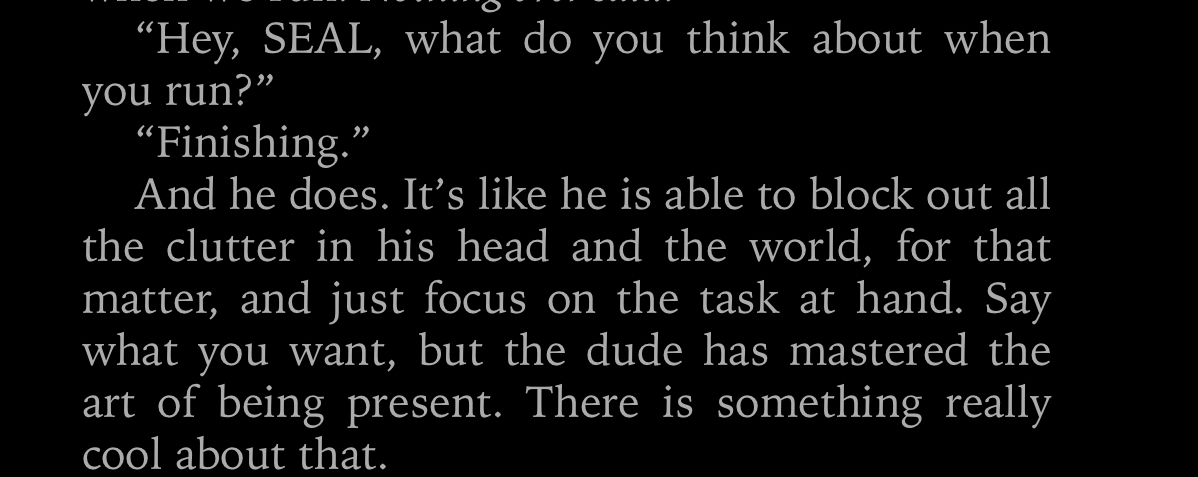 “Hey, SEAL, what do you think about when
you run?”
“Finishing.”
And he does. It’s like he is able to block out all
the clutter in his head and the world, for that
matter, and just focus on the task at hand. Say
what you want, but the dude has mastered the
art of being present. There is something really
cool about that.